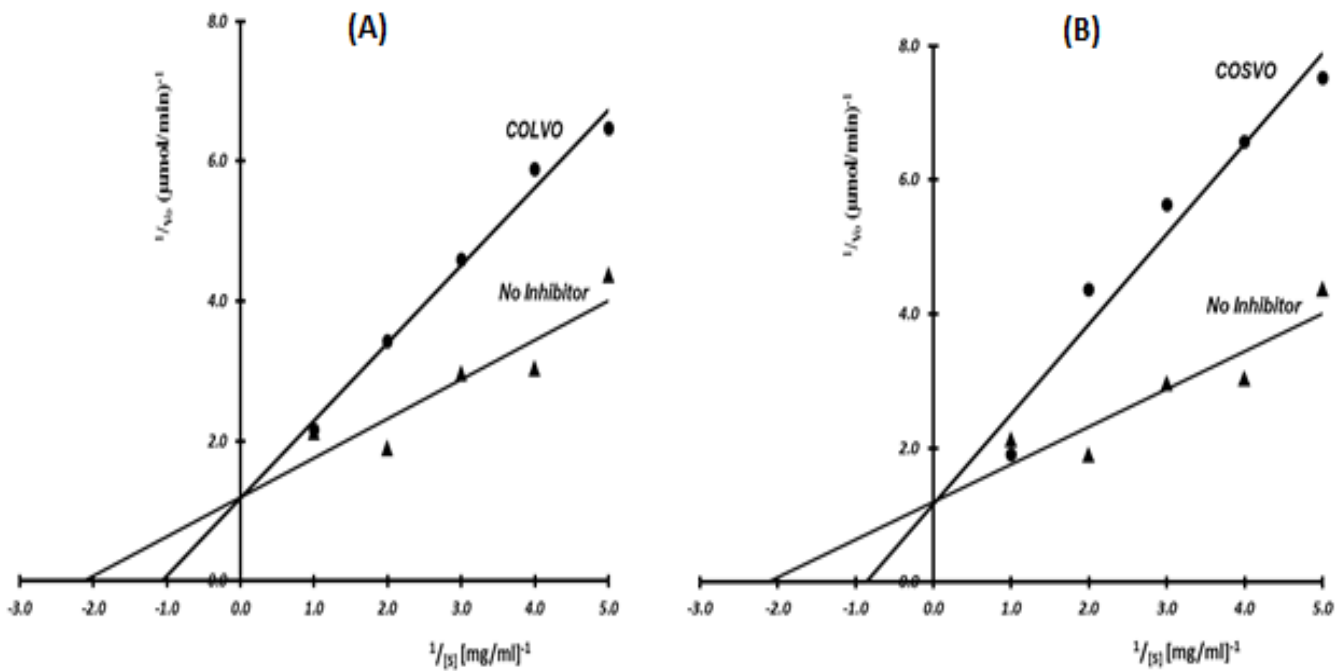 (A)
8.0
6.0
4.0
2.0
0.0
1/v₀ (μmol/min)⁻¹
COLVO
No Inhibitor
-3.0 -2.0 -1.0 0.0 1.0 2.0 3.0 4.0 5.0
1/[S] [mg/ml]⁻¹
(B)
8.0
6.0
4.0
2.0
0.0
1/v₀ (μmol/min)⁻¹
COSVO
No Inhibitor
-3.0 -2.0 -1.0 0.0 1.0 2.0 3.0 4.0 5.0
1/[S] [mg/ml]⁻¹